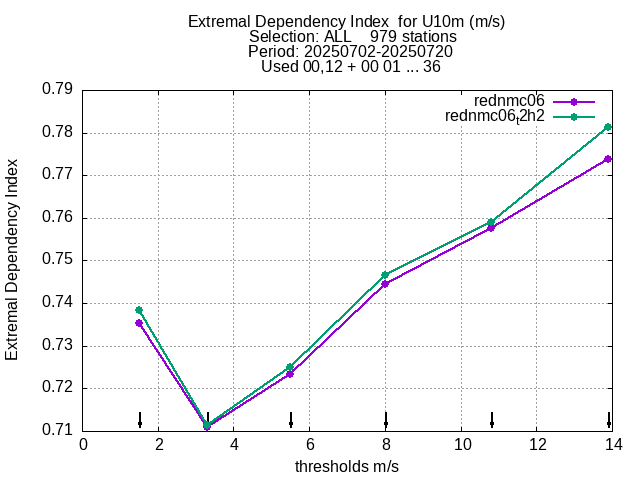 Extremal Dependency Index  for U10m (m/s)
Selection: ALL    979 stations
Period: 20250702-20250720
Used 00,12 + 00 01 ... 36
rednmc06
rednmc06₂h2
0.79
0.78
0.77
0.76
0.75
0.74
0.73
0.72
0.71
Extremal Dependency Index
0 2 4 6 8 10 12 14
thresholds m/s